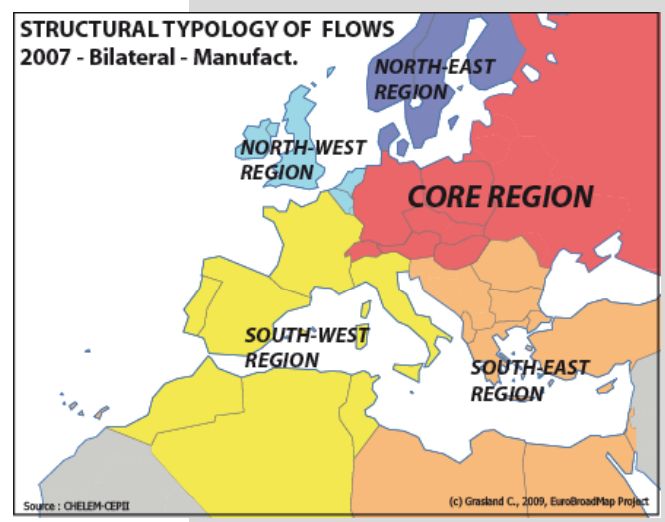 STRUCTURAL TYPOLOGY OF FLOWS
2007 - Bilateral - Manufact.
NORTH-EAST
REGION
NORTH-WEST
REGION
CORE REGION
SOUTH-WEST
REGION
SOUTH-EAST
REGION
Source : CHELEM-CEPII
(c) Grasland C., 2009, EuroBroadMap Project